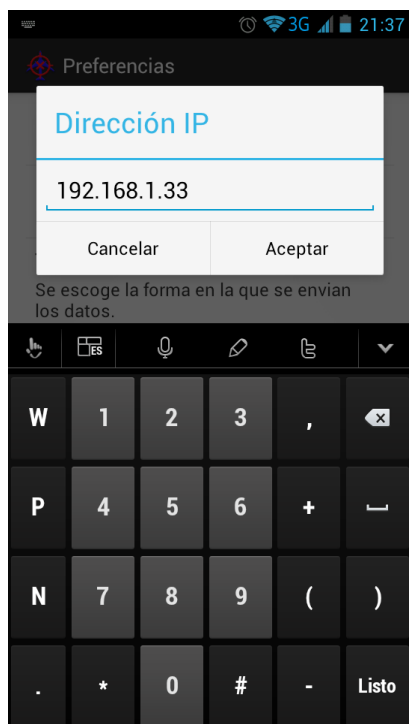 3G 21:37
Preferencias
Dirección IP
192.168.1.33
Cancelar Aceptar
Se escoge la forma en la que se envian
los datos.
ES
W 1 2 3 ,
P 4 5 6 +
N 7 8 9 ( )
. * 0 # - Listo